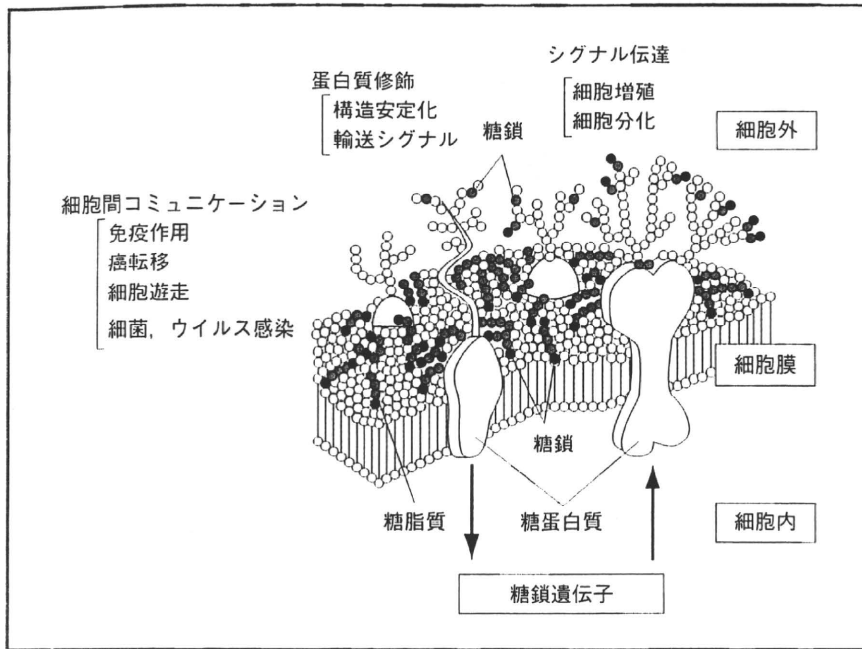 シグナル伝達
細胞増殖
細胞分化
蛋白質修飾
構造安定化
輸送シグナル
糖鎖
細胞外
細胞間コミュニケーション
免疫作用
癌転移
細胞遊走
細菌，ウイルス感染
細胞膜
糖鎖
糖脂質
糖蛋白質
細胞内
糖鎖遺伝子